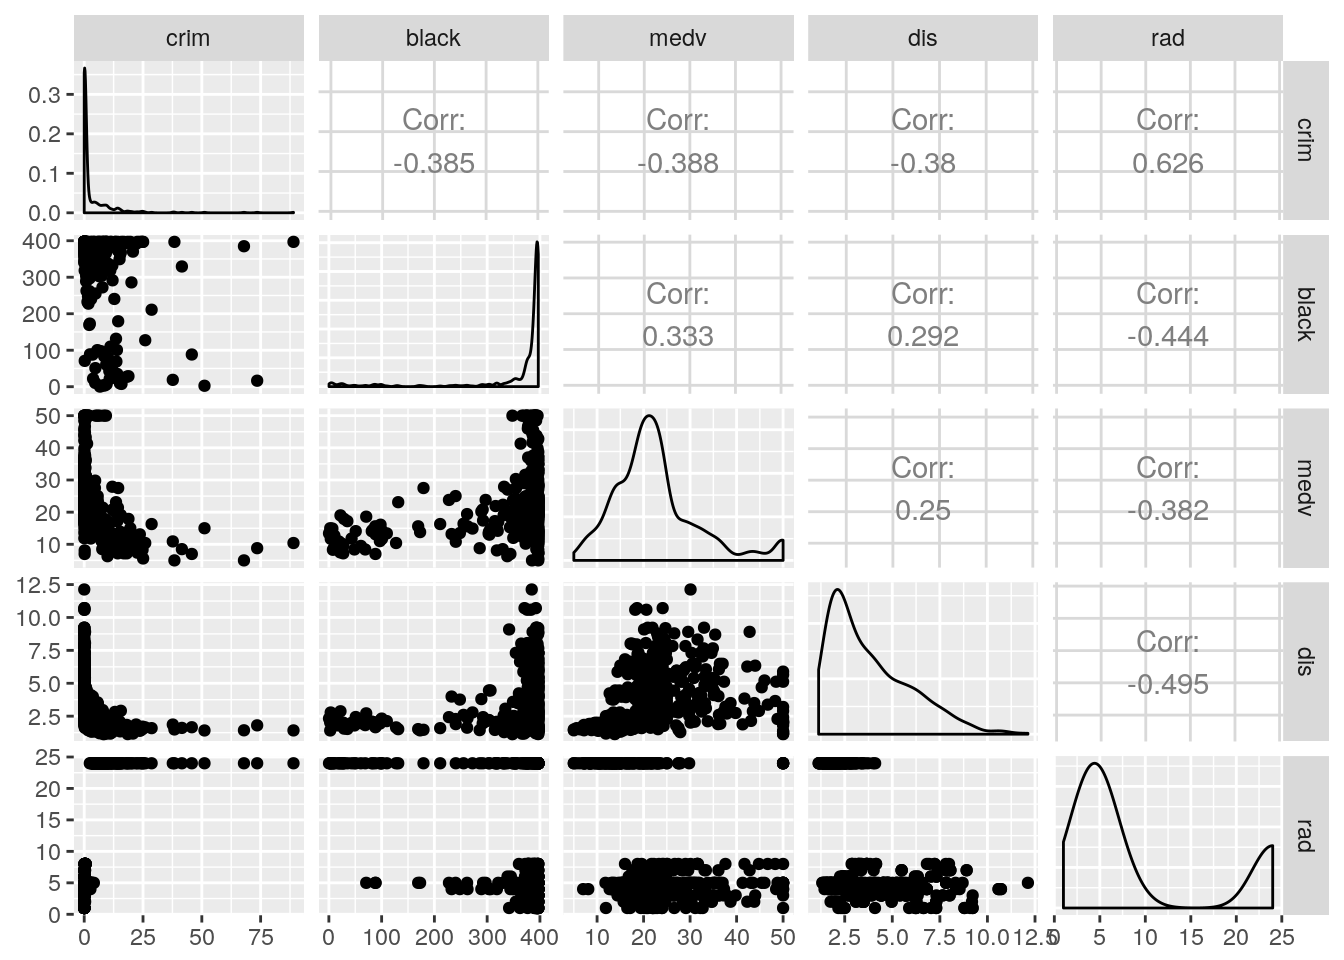 crim black medv dis rad
0.3
0.2
0.1
0.0
Corr:
-0.385
Corr:
-0.388
Corr:
-0.38
Corr:
0.626
crim
400
300
200
100
0
Corr:
0.333
Corr:
0.292
Corr:
-0.444
black
50
40
30
20
10
Corr:
0.25
Corr:
-0.382
medv
12.5
10.0
7.5
5.0
2.5
Corr:
-0.495
dis
25
20
15
10
5
0
rad
0 25 50 75
0 100 200 300 400
10 20 30 40 50
2.5 5.0 7.5 10.0 12.5
0 5 10 15 20 25